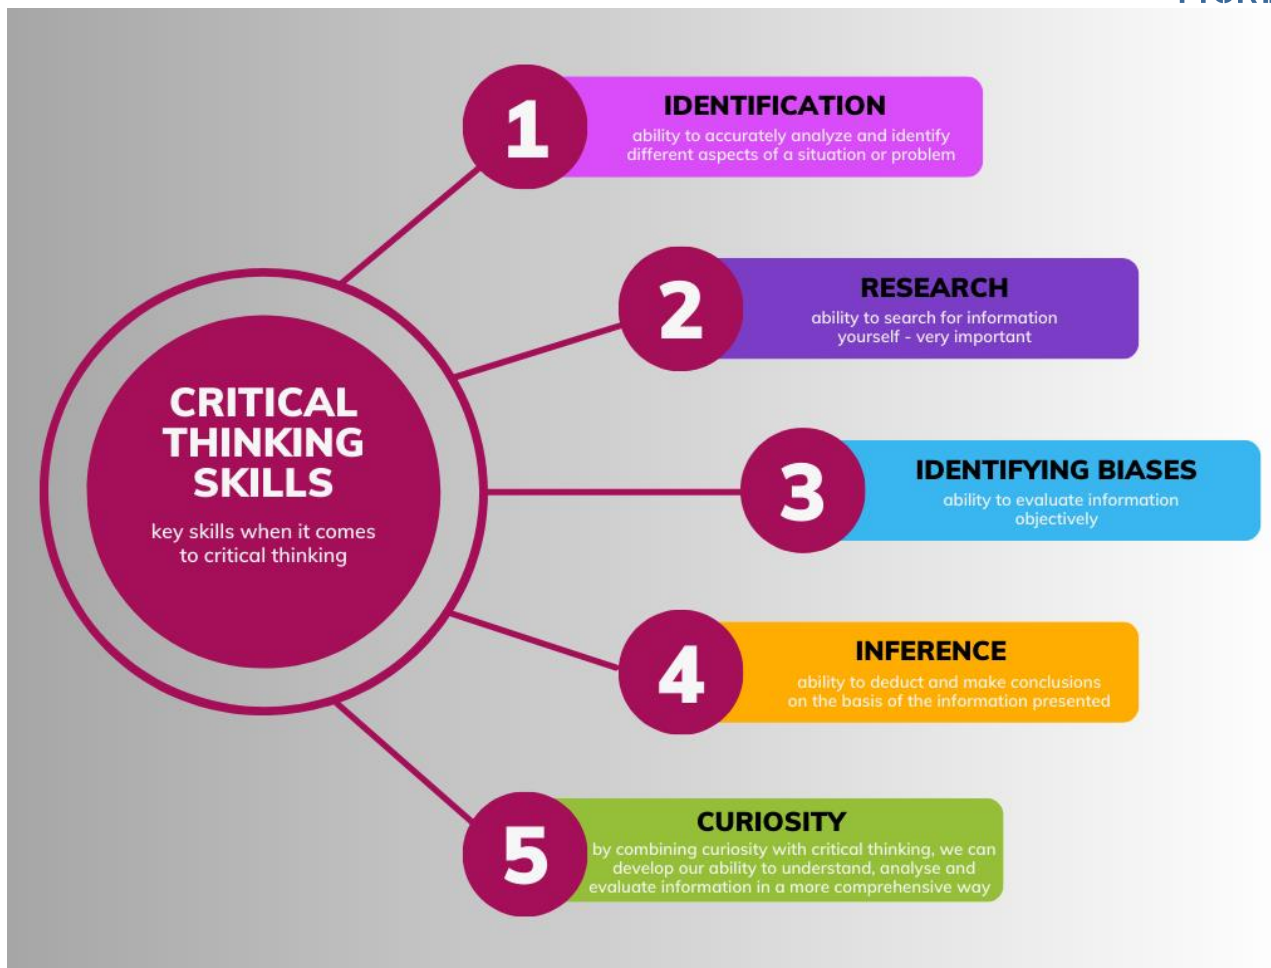 1
IDENTIFICATION
ability to accurately analyze and identify
different aspects of a situation or problem
2
RESEARCH
ability to search for information
yourself - very important
CRITICAL
THINKING
SKILLS
key skills when it comes
to critical thinking
3
IDENTIFYING BIASES
ability to evaluate information
objectively
4
INFERENCE
ability to deduct and make conclusions
on the basis of the information presented
5
CURIOSITY
by combining curiosity with critical thinking, we can
develop our ability to understand, analyse and
evaluate information in a more comprehensive way